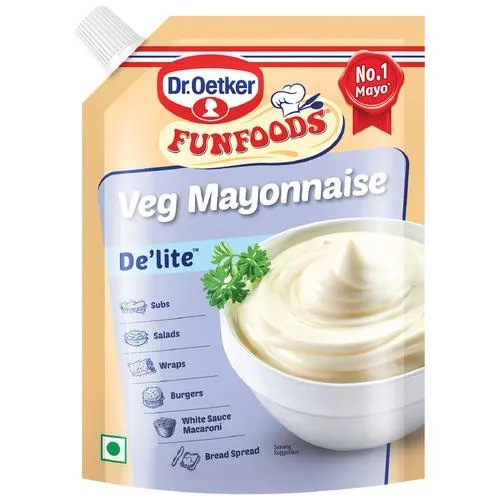 Dr.Oetker
FUNFOODS®
No.1
Mayo*
Veg Mayonnaise
De'lite™
Subs
Salads
Wraps
Burgers
White Sauce
Macaroni
Bread Spread
Serving
Suggestion